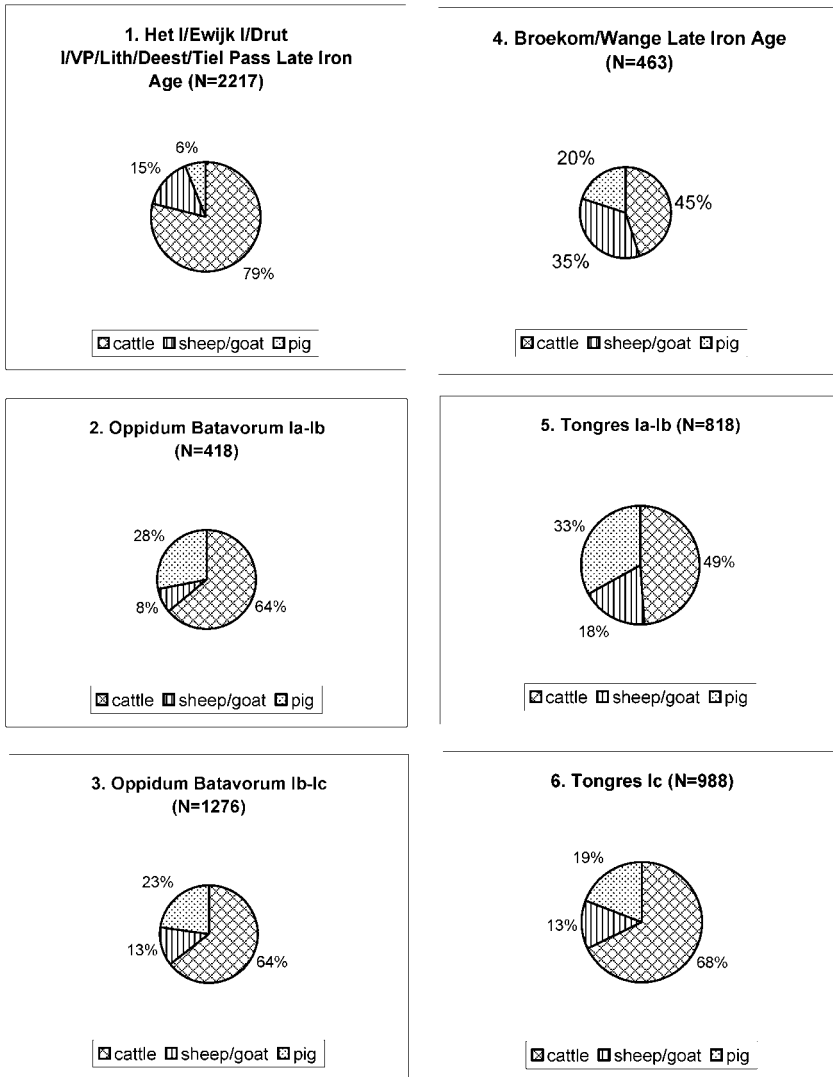 1. Het I/Ewijk I/Drut
I/VP/Lith/Deest/Tiel Pass Late Iron
Age (N=2217)
6%
15%
79%
cattle sheep/goat pig
2. Oppidum Batavorum Ia-Ib
(N=418)
28%
8%
64%
cattle sheep/goat pig
3. Oppidum Batavorum Ib-Ic
(N=1276)
23%
13%
64%
cattle sheep/goat pig
4. Broekom/Wange Late Iron Age
(N=463)
20%
45%
35%
cattle sheep/goat pig
5. Tongres Ia-Ib (N=818)
33%
49%
18%
cattle sheep/goat pig
6. Tongres Ic (N=988)
19%
13%
68%
cattle sheep/goat pig